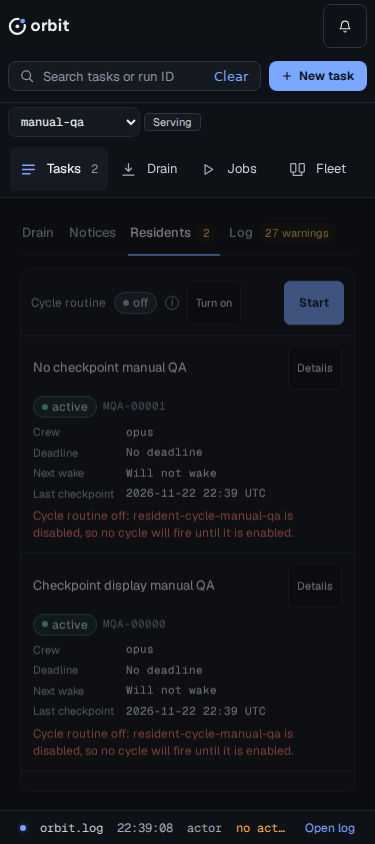 orbit
Search tasks or run ID Clear + New task
manual-qa Serving
Tasks 2 Drain Jobs Fleet
Drain Notices Residents 2 Log 27 warnings
Cycle routine off Turn on Start
No checkpoint manual QA Details
active MQA-00001
Crew opus
Deadline No deadline
Next wake Will not wake
Last checkpoint 2026-11-22 22:39 UTC
Cycle routine off: resident-cycle-manual-qa is
disabled, so no cycle will fire until it is enabled.
Checkpoint display manual QA Details
active MQA-00000
Crew opus
Deadline No deadline
Next wake Will not wake
Last checkpoint 2026-11-22 22:39 UTC
Cycle routine off: resident-cycle-manual-qa is
disabled, so no cycle will fire until it is enabled.
orbit.log 22:39:08 actor no act… Open log